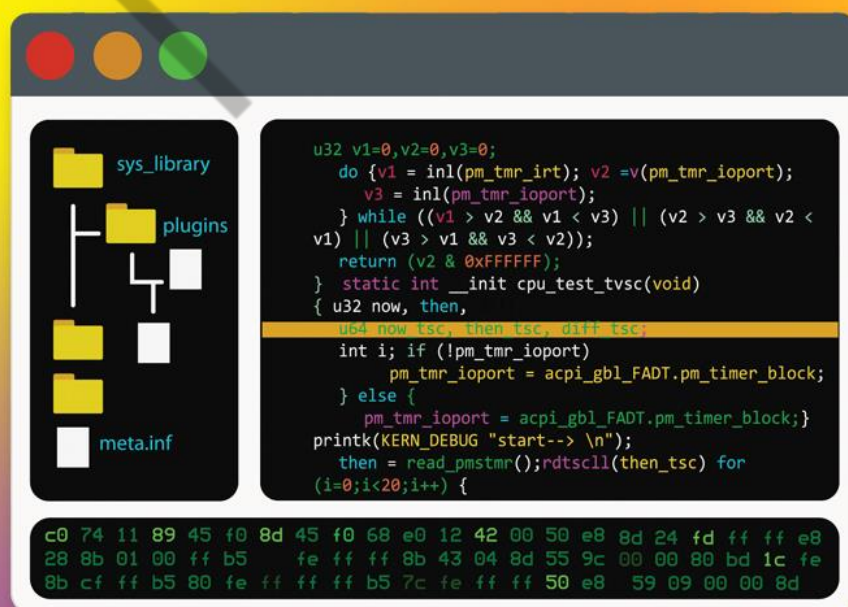 sys_library
plugins
meta.inf
u32 v1=0,v2=0,v3=0;
do {v1 = inl(pm_tmr_irt); v2 =v(pm_tmr_ioport);
v3 = inl(pm_tmr_ioport);
} while ((v1 > v2 && v1 < v3) || (v2 > v3 && v2 <
v1) || (v3 > v1 && v3 < v2));
return (v2 & 0xFFFFFF);
} static int __init cpu_test_tvsc(void)
{ u32 now, then,
u64 now_tsc, then_tsc, diff_tsc;
int i; if (!pm_tmr_ioport)
pm_tmr_ioport = acpi_gbl_FADT.pm_timer_block;
} else {
pm_tmr_ioport = acpi_gbl_FADT.pm_timer_block;}
printk(KERN_DEBUG "start--> \n");
then = read_pmstmr();rdtscll(then_tsc) for
(i=0;i<20;i++) {
c0 74 11 89 45 f0 8d 45 f0 68 e0 12 42 00 50 e8 8d 24 fd ff ff e8
28 8b 01 00 ff b5 fe ff ff 8b 43 04 8d 55 9c 00 00 80 bd 1c fe
8b cf ff b5 80 fe ff ff ff b5 7c fe ff ff 50 e8 59 09 00 00 8d